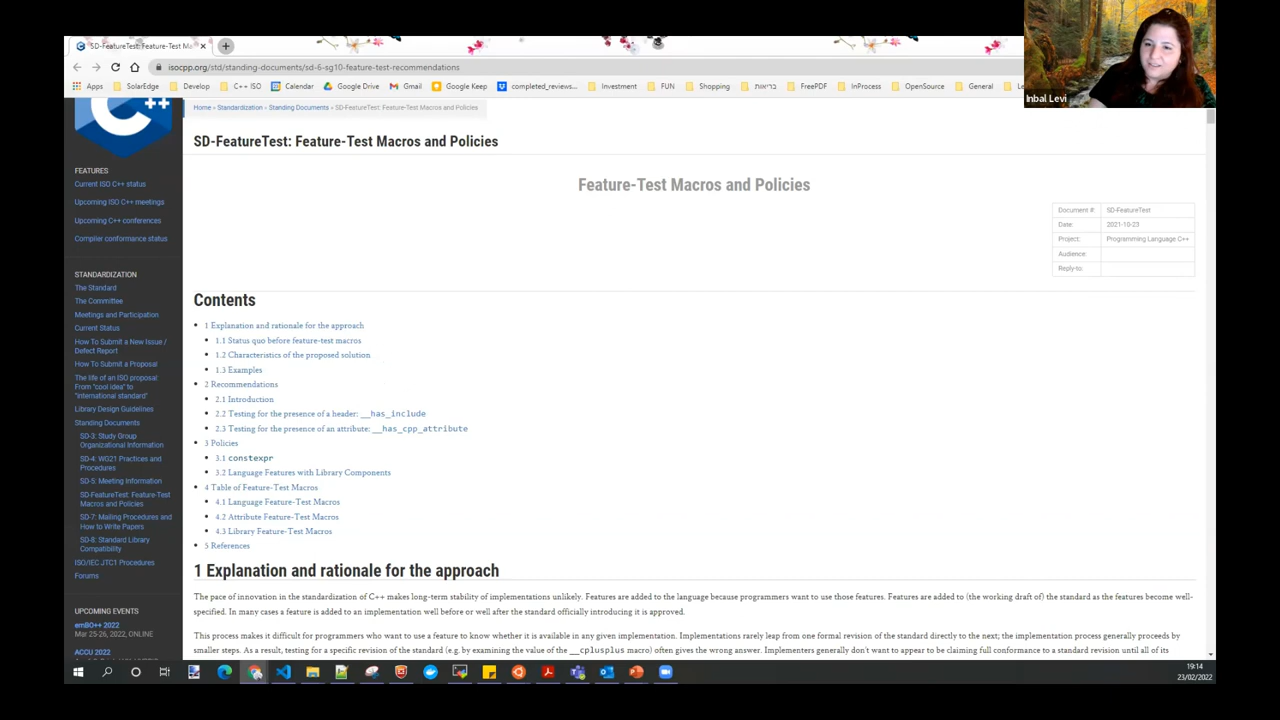 SD-FeatureTest: Feature-Test Ma
isocpp.org/std/standing-documents/sd-6-sg10-feature-test-recommendations
Apps SolarEdge Develop C++ ISO Calendar Google Drive Gmail Google Keep completed_reviews... Investment FUN Shopping בריאות FreePDF InProcess OpenSource General
Inbal Levi
C++
Home » Standardization » Standing Documents » SD-FeatureTest: Feature-Test Macros and Policies
SD-FeatureTest: Feature-Test Macros and Policies
FEATURES
Current ISO C++ status
Upcoming ISO C++ meetings
Upcoming C++ conferences
Compiler conformance status
STANDARDIZATION
The Standard
The Committee
Meetings and Participation
Current Status
How To Submit a New Issue /
Defect Report
How To Submit a Proposal
The life of an ISO proposal:
From "cool idea" to
"international standard"
Library Design Guidelines
Standing Documents
SD-3: Study Group
Organizational Information
SD-4: WG21 Practices and
Procedures
SD-5: Meeting Information
SD-FeatureTest: Feature-Test
Macros and Policies
SD-7: Mailing Procedures and
How to Write Papers
SD-8: Standard Library
Compatibility
ISO/IEC JTC1 Procedures
Forums
UPCOMING EVENTS
emBO++ 2022
Mar 25-26, 2022, ONLINE
ACCU 2022
Feature-Test Macros and Policies
Document #: SD-FeatureTest
Date: 2021-10-23
Project: Programming Language C++
Audience:
Reply-to:
Contents
• 1 Explanation and rationale for the approach
• 1.1 Status quo before feature-test macros
• 1.2 Characteristics of the proposed solution
• 1.3 Examples
• 2 Recommendations
• 2.1 Introduction
• 2.2 Testing for the presence of a header: __has_include
• 2.3 Testing for the presence of an attribute: __has_cpp_attribute
• 3 Policies
• 3.1 constexpr
• 3.2 Language Features with Library Components
• 4 Table of Feature-Test Macros
• 4.1 Language Feature-Test Macros
• 4.2 Attribute Feature-Test Macros
• 4.3 Library Feature-Test Macros
• 5 References
1 Explanation and rationale for the approach
The pace of innovation in the standardization of C++ makes long-term stability of implementations unlikely. Features are added to the language because programmers want to use those features. Features are added to (the working draft of) the standard as the features become well-
specified. In many cases a feature is added to an implementation well before or well after the standard officially introducing it is approved.
This process makes it difficult for programmers who want to use a feature to know whether it is available in any given implementation. Implementations rarely leap from one formal revision of the standard directly to the next; the implementation process generally proceeds by
smaller steps. As a result, testing for a specific revision of the standard (e.g. by examining the value of the __cplusplus macro) often gives the wrong answer. Implementers generally don't want to appear to be claiming full conformance to a standard revision until all of its
19:14
23/02/2022